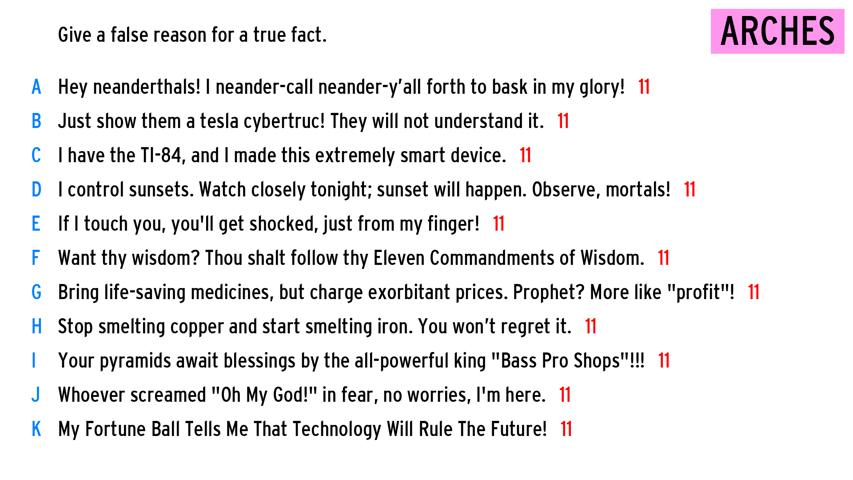 Give a false reason for a true fact.
ARCHES
A Hey neanderthals! I neander-call neander-y'all forth to bask in my glory! 11
B Just show them a tesla cybertruc! They will not understand it. 11
C I have the TI-84, and I made this extremely smart device. 11
D I control sunsets. Watch closely tonight; sunset will happen. Observe, mortals! 11
E If I touch you, you'll get shocked, just from my finger! 11
F Want thy wisdom? Thou shalt follow thy Eleven Commandments of Wisdom. 11
G Bring life-saving medicines, but charge exorbitant prices. Prophet? More like "profit"! 11
H Stop smelting copper and start smelting iron. You won't regret it. 11
I Your pyramids await blessings by the all-powerful king "Bass Pro Shops"!!! 11
J Whoever screamed "Oh My God!" in fear, no worries, I'm here. 11
K My Fortune Ball Tells Me That Technology Will Rule The Future! 11